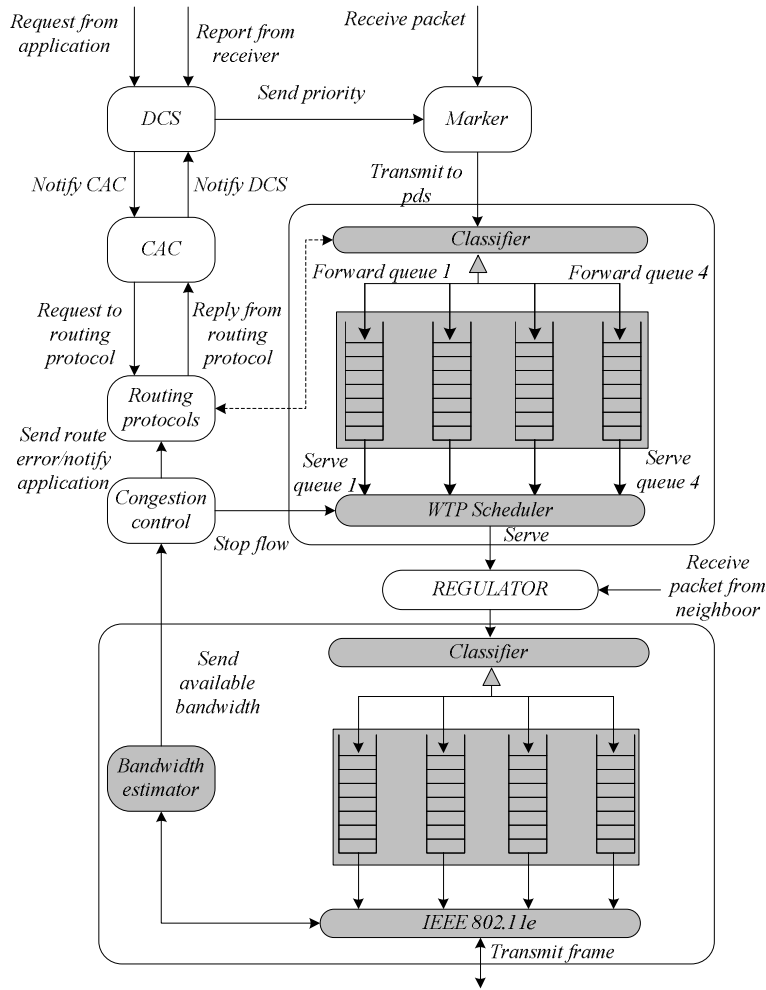 Request from
application
Report from
receiver
Receive packet
Send priority
DCS
Marker
Notify CAC
Notify DCS
Transmit to
pds
CAC
Classifier
Forward queue 1
Forward queue 4
Request to
routing
protocol
Reply from
routing
protocol
Routing
protocols
Send route
error/notify
application
Serve
queue 1
Serve
queue 4
Congestion
control
WTP Scheduler
Stop flow
Serve
REGULATOR
Receive
packet from
neighboor
Classifier
Send
available
bandwidth
Bandwidth
estimator
IEEE 802.11e
Transmit frame